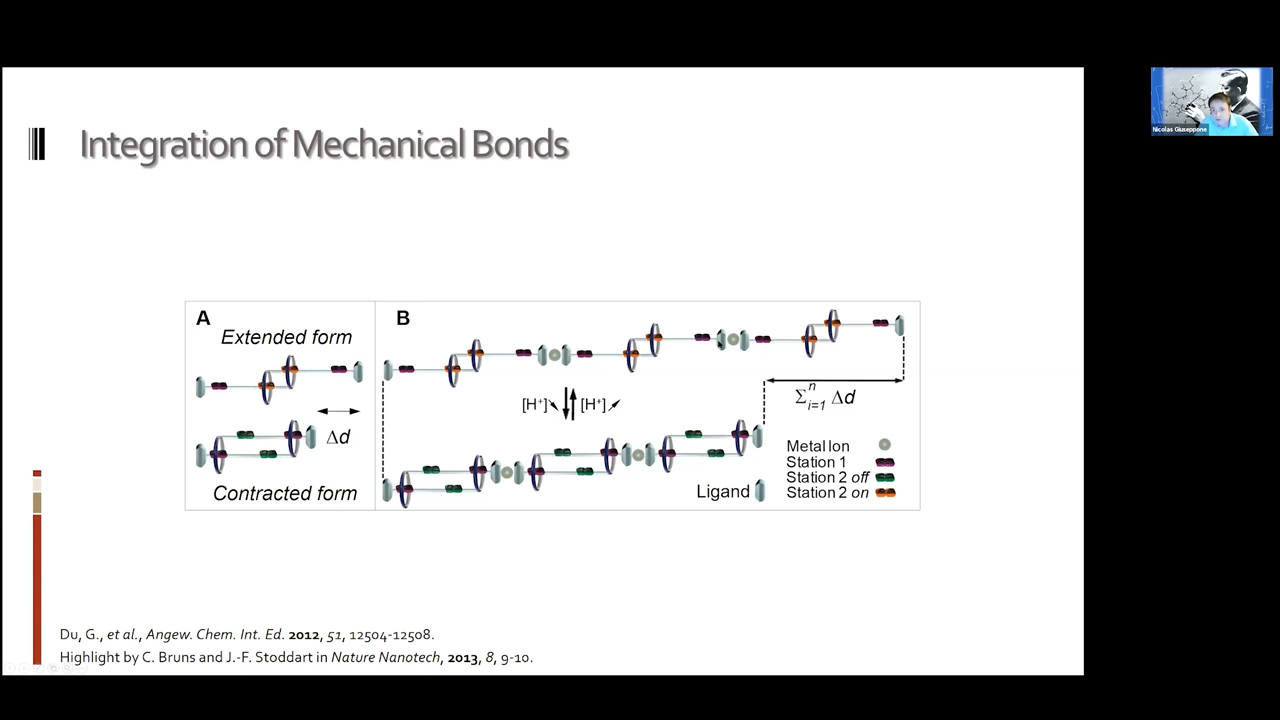 Integration of Mechanical Bonds
Nicolas Giuseppone
A
Extended form
Δd
Contracted form
B
[H⁺]↘ [H⁺]↗
Σⁿᵢ₌₁ Δd
Metal Ion
Station 1
Station 2 off
Station 2 on
Ligand
Du, G., et al., Angew. Chem. Int. Ed. 2012, 51, 12504-12508.
Highlight by C. Bruns and J.-F. Stoddart in Nature Nanotech, 2013, 8, 9-10.